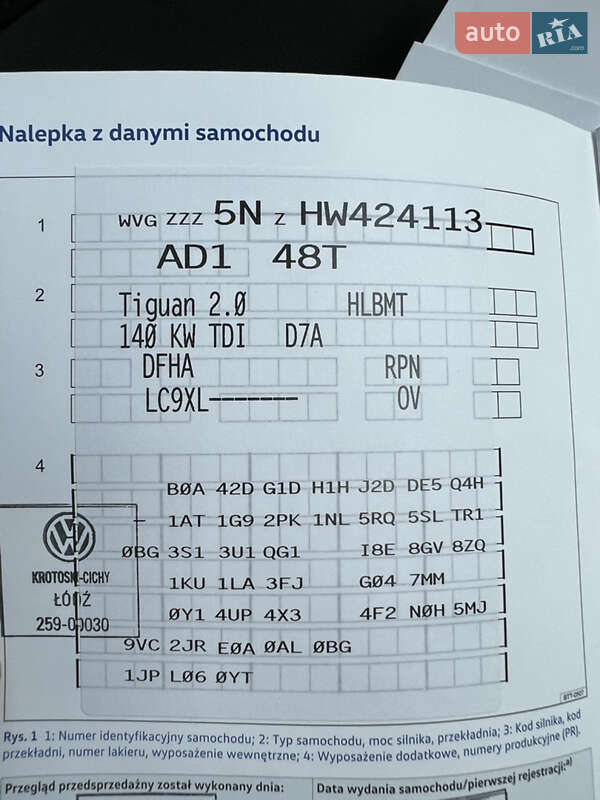 auto RIA .com
Nalepka z danymi samochodu
1 WVG ZZZ 5N Z HW424113
AD1 48T
2 Tiguan 2.0 HLBMT
140 KW TDI D7A
3 DFHA RPN
LC9XL------- OV
4
B0A 42D G1D H1H J2D DE5 Q4H
1AT 1G9 2PK 1NL 5RQ 5SL TR1
0BG 3S1 3U1 QG1 I8E 8GV 8ZQ
1KU 1LA 3FJ G04 7MM
0Y1 4UP 4X3 4F2 N0H 5MJ
9VC 2JR E0A 0AL 0BG
1JP L06 0YT
KROTOSKI-CICHY
ŁÓDŹ
259-00030
Rys. 1 1: Numer identyfikacyjny samochodu; 2: Typ samochodu, moc silnika, przekładnia; 3: Kod silnika, kod
przekładni, numer lakieru, wyposażenie wewnętrzne; 4: Wyposażenie dodatkowe, numery produkcyjne (PR).
Przegląd przedsprzedażny został wykonany dnia:
Data wydania samochodu/pierwszej rejestracji:a)